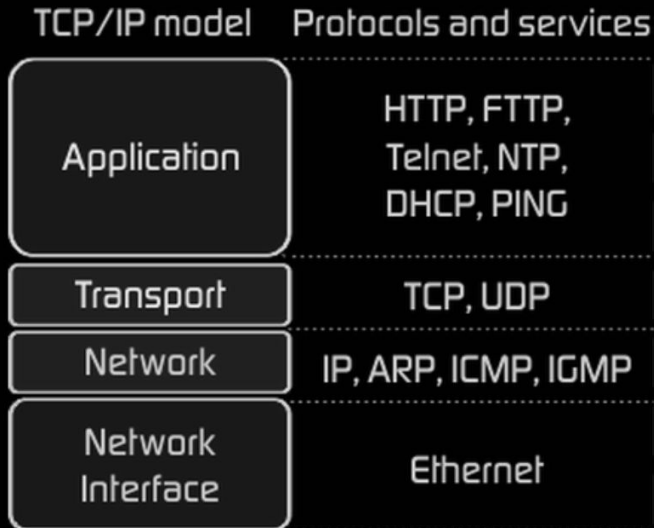 TCP/IP model Protocols and services
Application
HTTP, FTTP,
Telnet, NTP,
DHCP, PING
Transport
TCP, UDP
Network
IP, ARP, ICMP, IGMP
Network
Interface
Ethernet